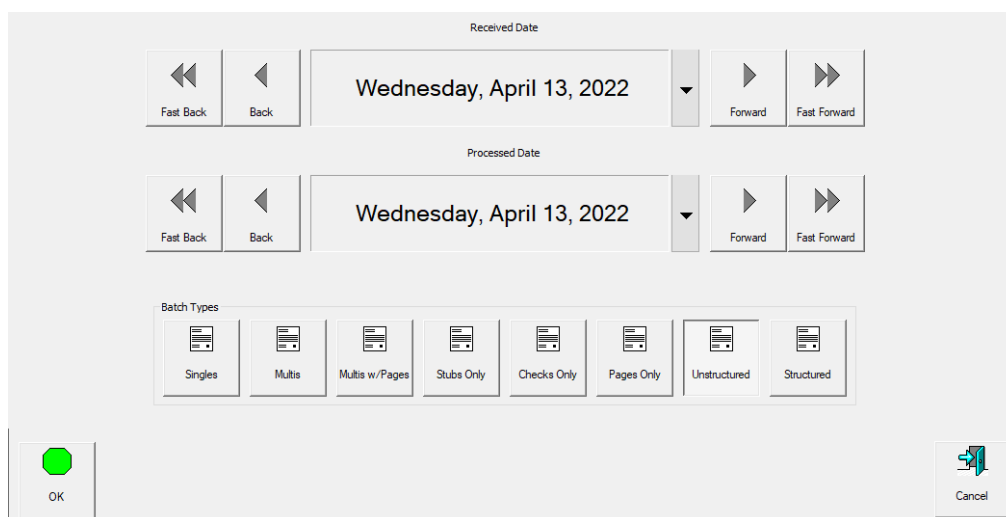 Received Date
Fast Back Back Wednesday, April 13, 2022 Forward Fast Forward
Processed Date
Fast Back Back Wednesday, April 13, 2022 Forward Fast Forward
Batch Types
Singles Multis Multis w/Pages Stubs Only Checks Only Pages Only Unstructured Structured
OK Cancel